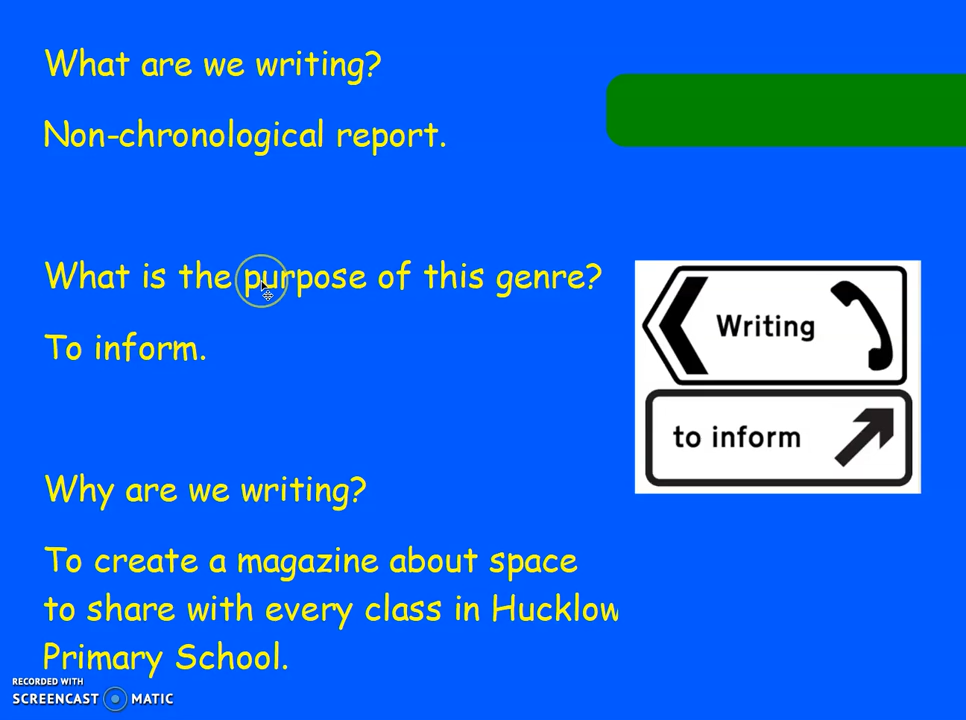 What are we writing?
Non-chronological report.
What is the purpose of this genre?
To inform.
Why are we writing?
To create a magazine about space
to share with every class in Hucklow
Primary School.
Writing
to inform
RECORDED WITH
SCREENCAST MATIC